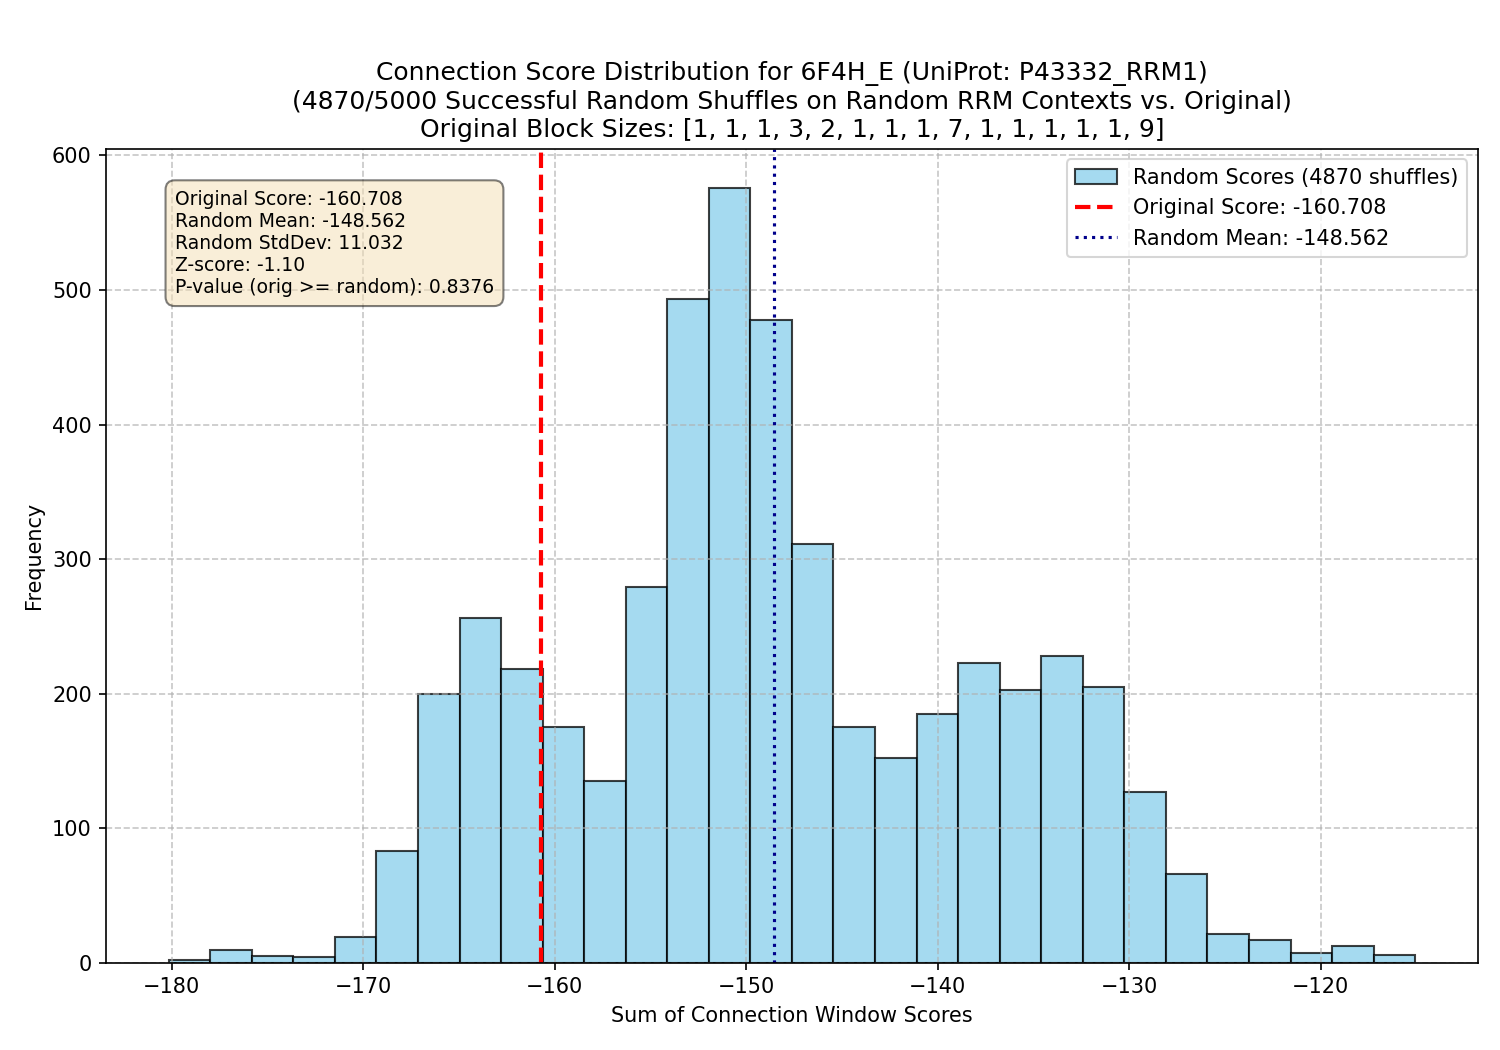 Connection Score Distribution for 6F4H_E (UniProt: P43332_RRM1)
(4870/5000 Successful Random Shuffles on Random RRM Contexts vs. Original)
Original Block Sizes: [1, 1, 1, 3, 2, 1, 1, 1, 7, 1, 1, 1, 1, 1, 9]
Original Score: -160.708
Random Mean: -148.562
Random StdDev: 11.032
Z-score: -1.10
P-value (orig >= random): 0.8376
Random Scores (4870 shuffles)
Original Score: -160.708
Random Mean: -148.562
Frequency
600
500
400
300
200
100
0
−180
−170
−160
−150
−140
−130
−120
Sum of Connection Window Scores